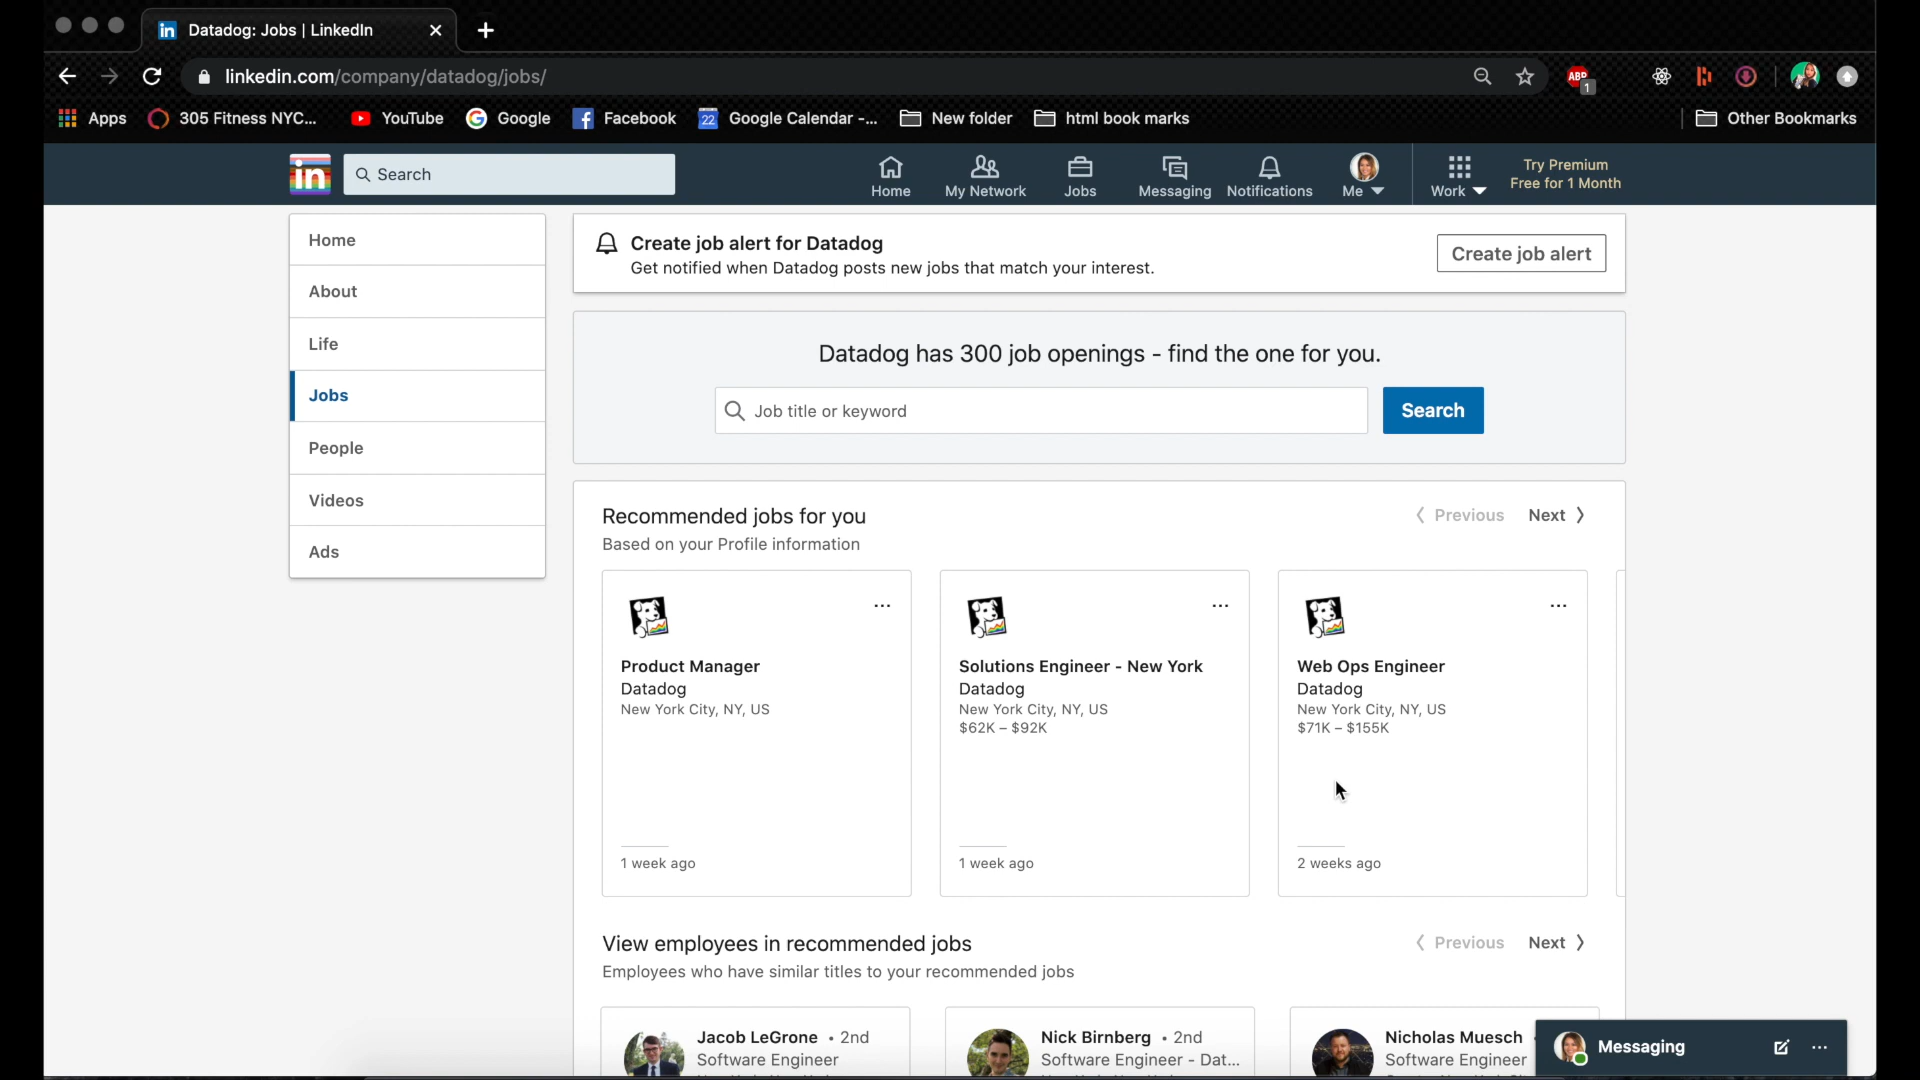 Datadog: Jobs | LinkedIn
linkedin.com/company/datadog/jobs/
ABP
1
Apps
305 Fitness NYC...
YouTube
Google
Facebook
22
Google Calendar -...
New folder
html book marks
Other Bookmarks
in
Search
Home
My Network
Jobs
Messaging
Notifications
Me
Work
Try Premium
Free for 1 Month
Home
About
Life
Jobs
People
Videos
Ads
Create job alert for Datadog
Get notified when Datadog posts new jobs that match your interest.
Create job alert
Datadog has 300 job openings - find the one for you.
Job title or keyword
Search
Recommended jobs for you
Based on your Profile information
Previous
Next
Product Manager
Datadog
New York City, NY, US
1 week ago
Solutions Engineer - New York
Datadog
New York City, NY, US
$62K – $92K
1 week ago
Web Ops Engineer
Datadog
New York City, NY, US
$71K – $155K
2 weeks ago
View employees in recommended jobs
Employees who have similar titles to your recommended jobs
Previous
Next
Jacob LeGrone • 2nd
Software Engineer
Nick Birnberg • 2nd
Software Engineer - Dat...
Nicholas Muesch
Software Engineer
Messaging